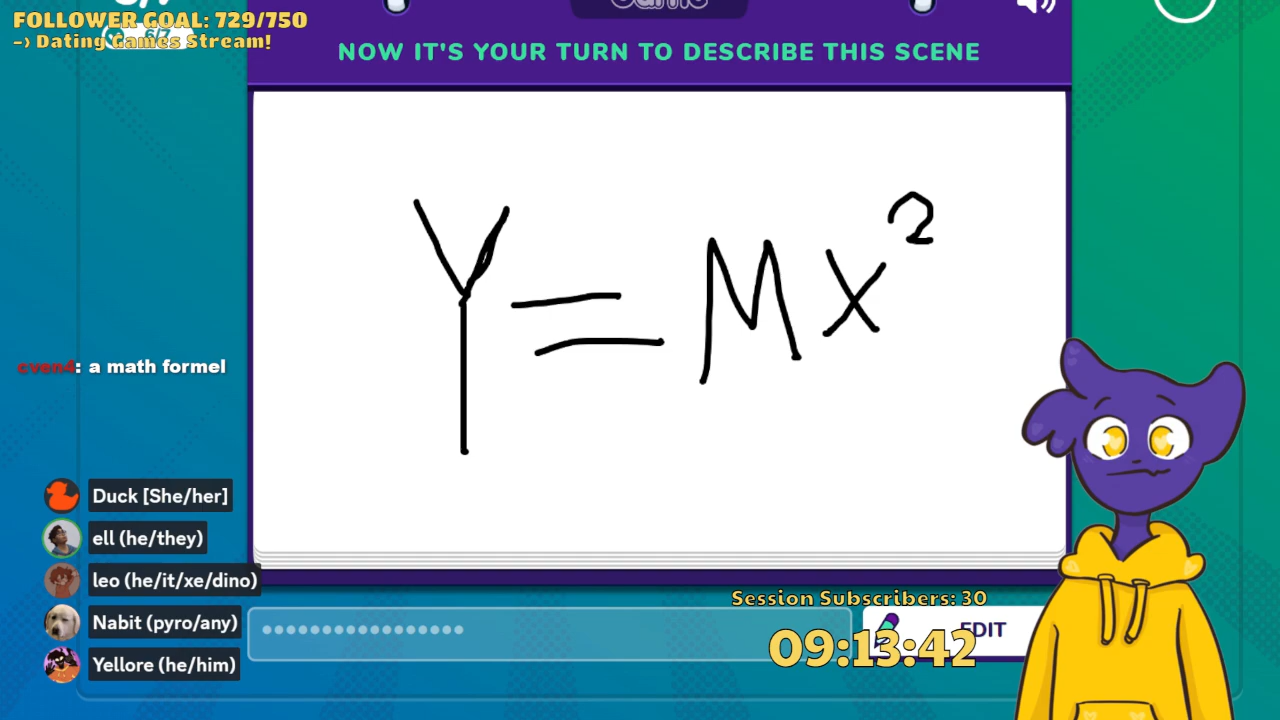 FOLLOWER GOAL: 729/750
-> Dating Games Stream!
6/7
NOW IT'S YOUR TURN TO DESCRIBE THIS SCENE
Y = Mx²
cven4: a math formel
Duck [She/her]
ell (he/they)
leo (he/it/xe/dino)
Nabit (pyro/any)
Yellore (he/him)
Session Subscribers: 30
EDIT
09:13:42